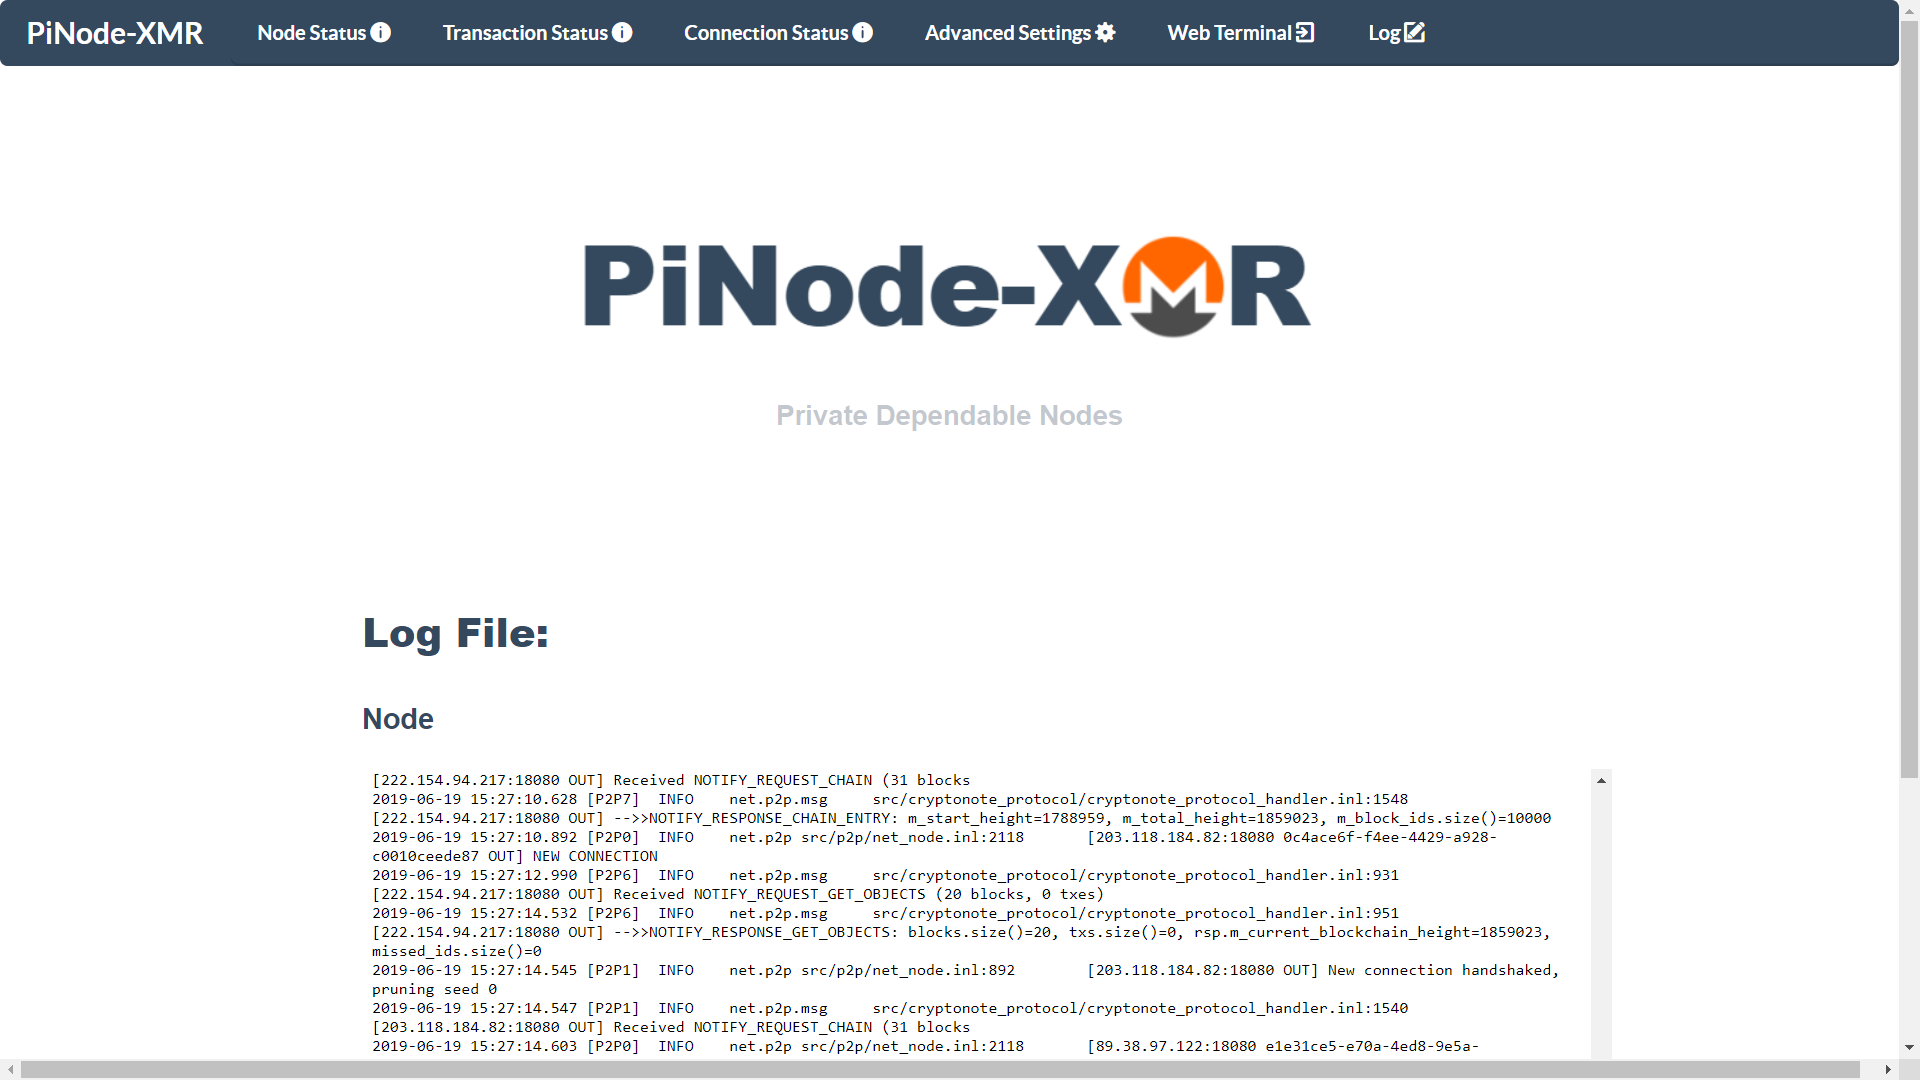 PiNode-XMR Node Status Transaction Status Connection Status Advanced Settings Web Terminal Log
PiNode-XMR
Private Dependable Nodes
Log File:
Node
[222.154.94.217:18080 OUT] Received NOTIFY_REQUEST_CHAIN (31 blocks
2019-06-19 15:27:10.628 [P2P7] INFO net.p2p.msg src/cryptonote_protocol/cryptonote_protocol_handler.inl:1548
[222.154.94.217:18080 OUT] -->>NOTIFY_RESPONSE_CHAIN_ENTRY: m_start_height=1788959, m_total_height=1859023, m_block_ids.size()=10000
2019-06-19 15:27:10.892 [P2P0] INFO net.p2p src/p2p/net_node.inl:2118 [203.118.184.82:18080 0c4ace6f-f4ee-4429-a928-
c0010ceede87 OUT] NEW CONNECTION
2019-06-19 15:27:12.990 [P2P6] INFO net.p2p.msg src/cryptonote_protocol/cryptonote_protocol_handler.inl:931
[222.154.94.217:18080 OUT] Received NOTIFY_REQUEST_GET_OBJECTS (20 blocks, 0 txes)
2019-06-19 15:27:14.532 [P2P6] INFO net.p2p.msg src/cryptonote_protocol/cryptonote_protocol_handler.inl:951
[222.154.94.217:18080 OUT] -->>NOTIFY_RESPONSE_GET_OBJECTS: blocks.size()=20, txs.size()=0, rsp.m_current_blockchain_height=1859023,
missed_ids.size()=0
2019-06-19 15:27:14.545 [P2P1] INFO net.p2p src/p2p/net_node.inl:892 [203.118.184.82:18080 OUT] New connection handshaked,
pruning seed 0
2019-06-19 15:27:14.547 [P2P1] INFO net.p2p.msg src/cryptonote_protocol/cryptonote_protocol_handler.inl:1540
[203.118.184.82:18080 OUT] Received NOTIFY_REQUEST_CHAIN (31 blocks
2019-06-19 15:27:14.603 [P2P0] INFO net.p2p src/p2p/net_node.inl:2118 [89.38.97.122:18080 e1e31ce5-e70a-4ed8-9e5a-